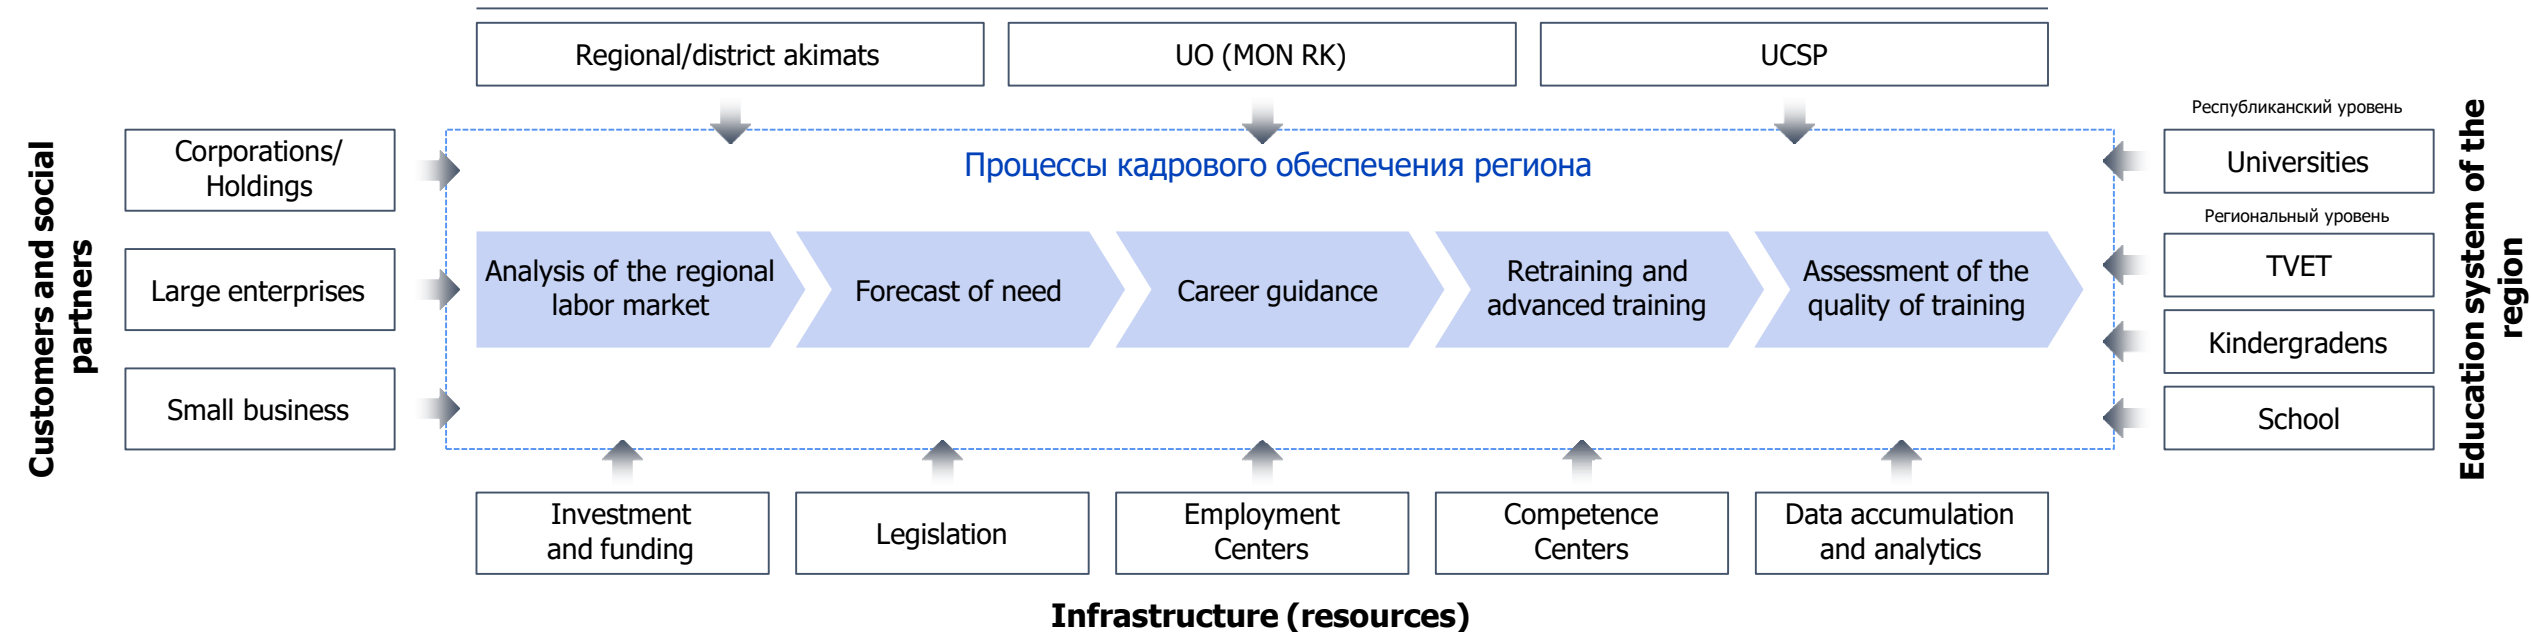 Regional/district akimats
UO (MON RK)
UCSP
Customers and social
partners
Corporations/
Holdings
Large enterprises
Small business
Процессы кадрового обеспечения региона
Analysis of the regional
labor market
Forecast of need
Career guidance
Retraining and
advanced training
Assessment of the
quality of training
Республиканский уровень
Universities
Региональный уровень
TVET
Kindergradens
School
Education system of the
region
Investment
and funding
Legislation
Employment
Centers
Competence
Centers
Data accumulation
and analytics
Infrastructure (resources)